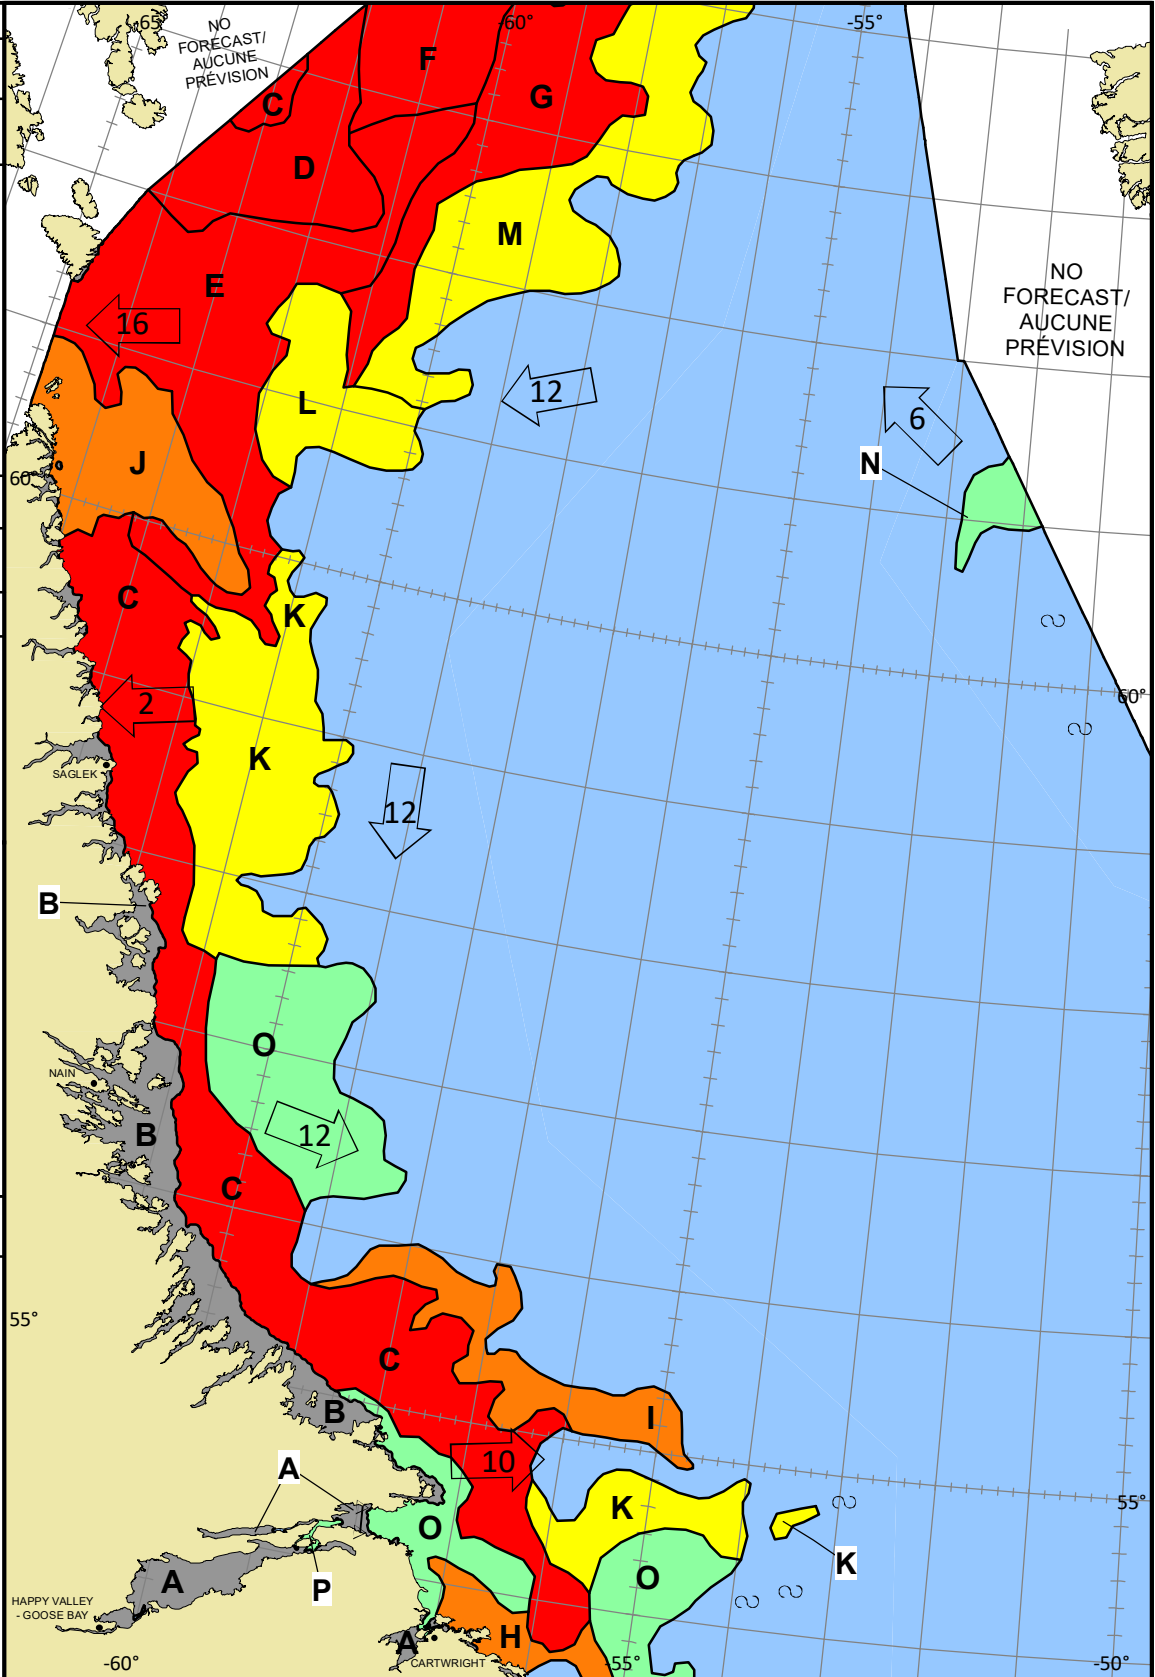 -65°
-60°
-55°
NO
FORECAST/
AUCUNE
PRÉVISION
F
G
C
D
M
E
NO
FORECAST/
AUCUNE
PRÉVISION
16
12
6
L
J
N
60°
C
K
60°
2
K
SAGLEK
12
B
O
NAIN
B
12
C
55°
C
B
I
10
A
K
55°
O
K
A
P
O
HAPPY VALLEY
- GOOSE BAY
A
H
CARTWRIGHT
-60°
-55°
-50°